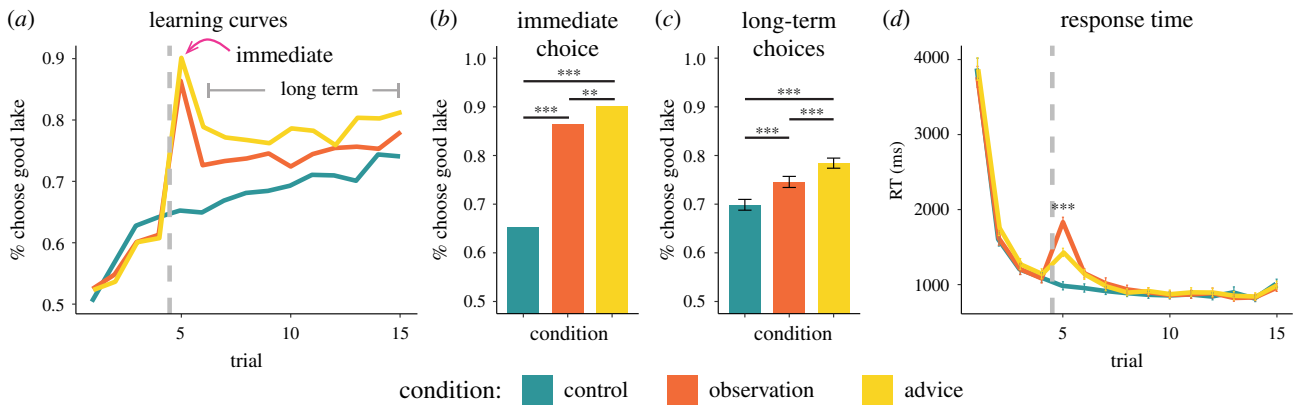 (a) learning curves
% choose good lake
0.9
0.8
0.7
0.6
0.5
immediate
long term
5 10 15
trial
(b) immediate
choice
% choose good lake
1.0
0.9
0.8
0.7
0.6
0.5
***
***
**
condition
(c) long-term
choices
% choose good lake
1.0
0.9
0.8
0.7
0.6
0.5
***
***
***
condition
(d) response time
RT (ms)
4000
3000
2000
1000
***
5 10 15
trial
condition: control observation advice